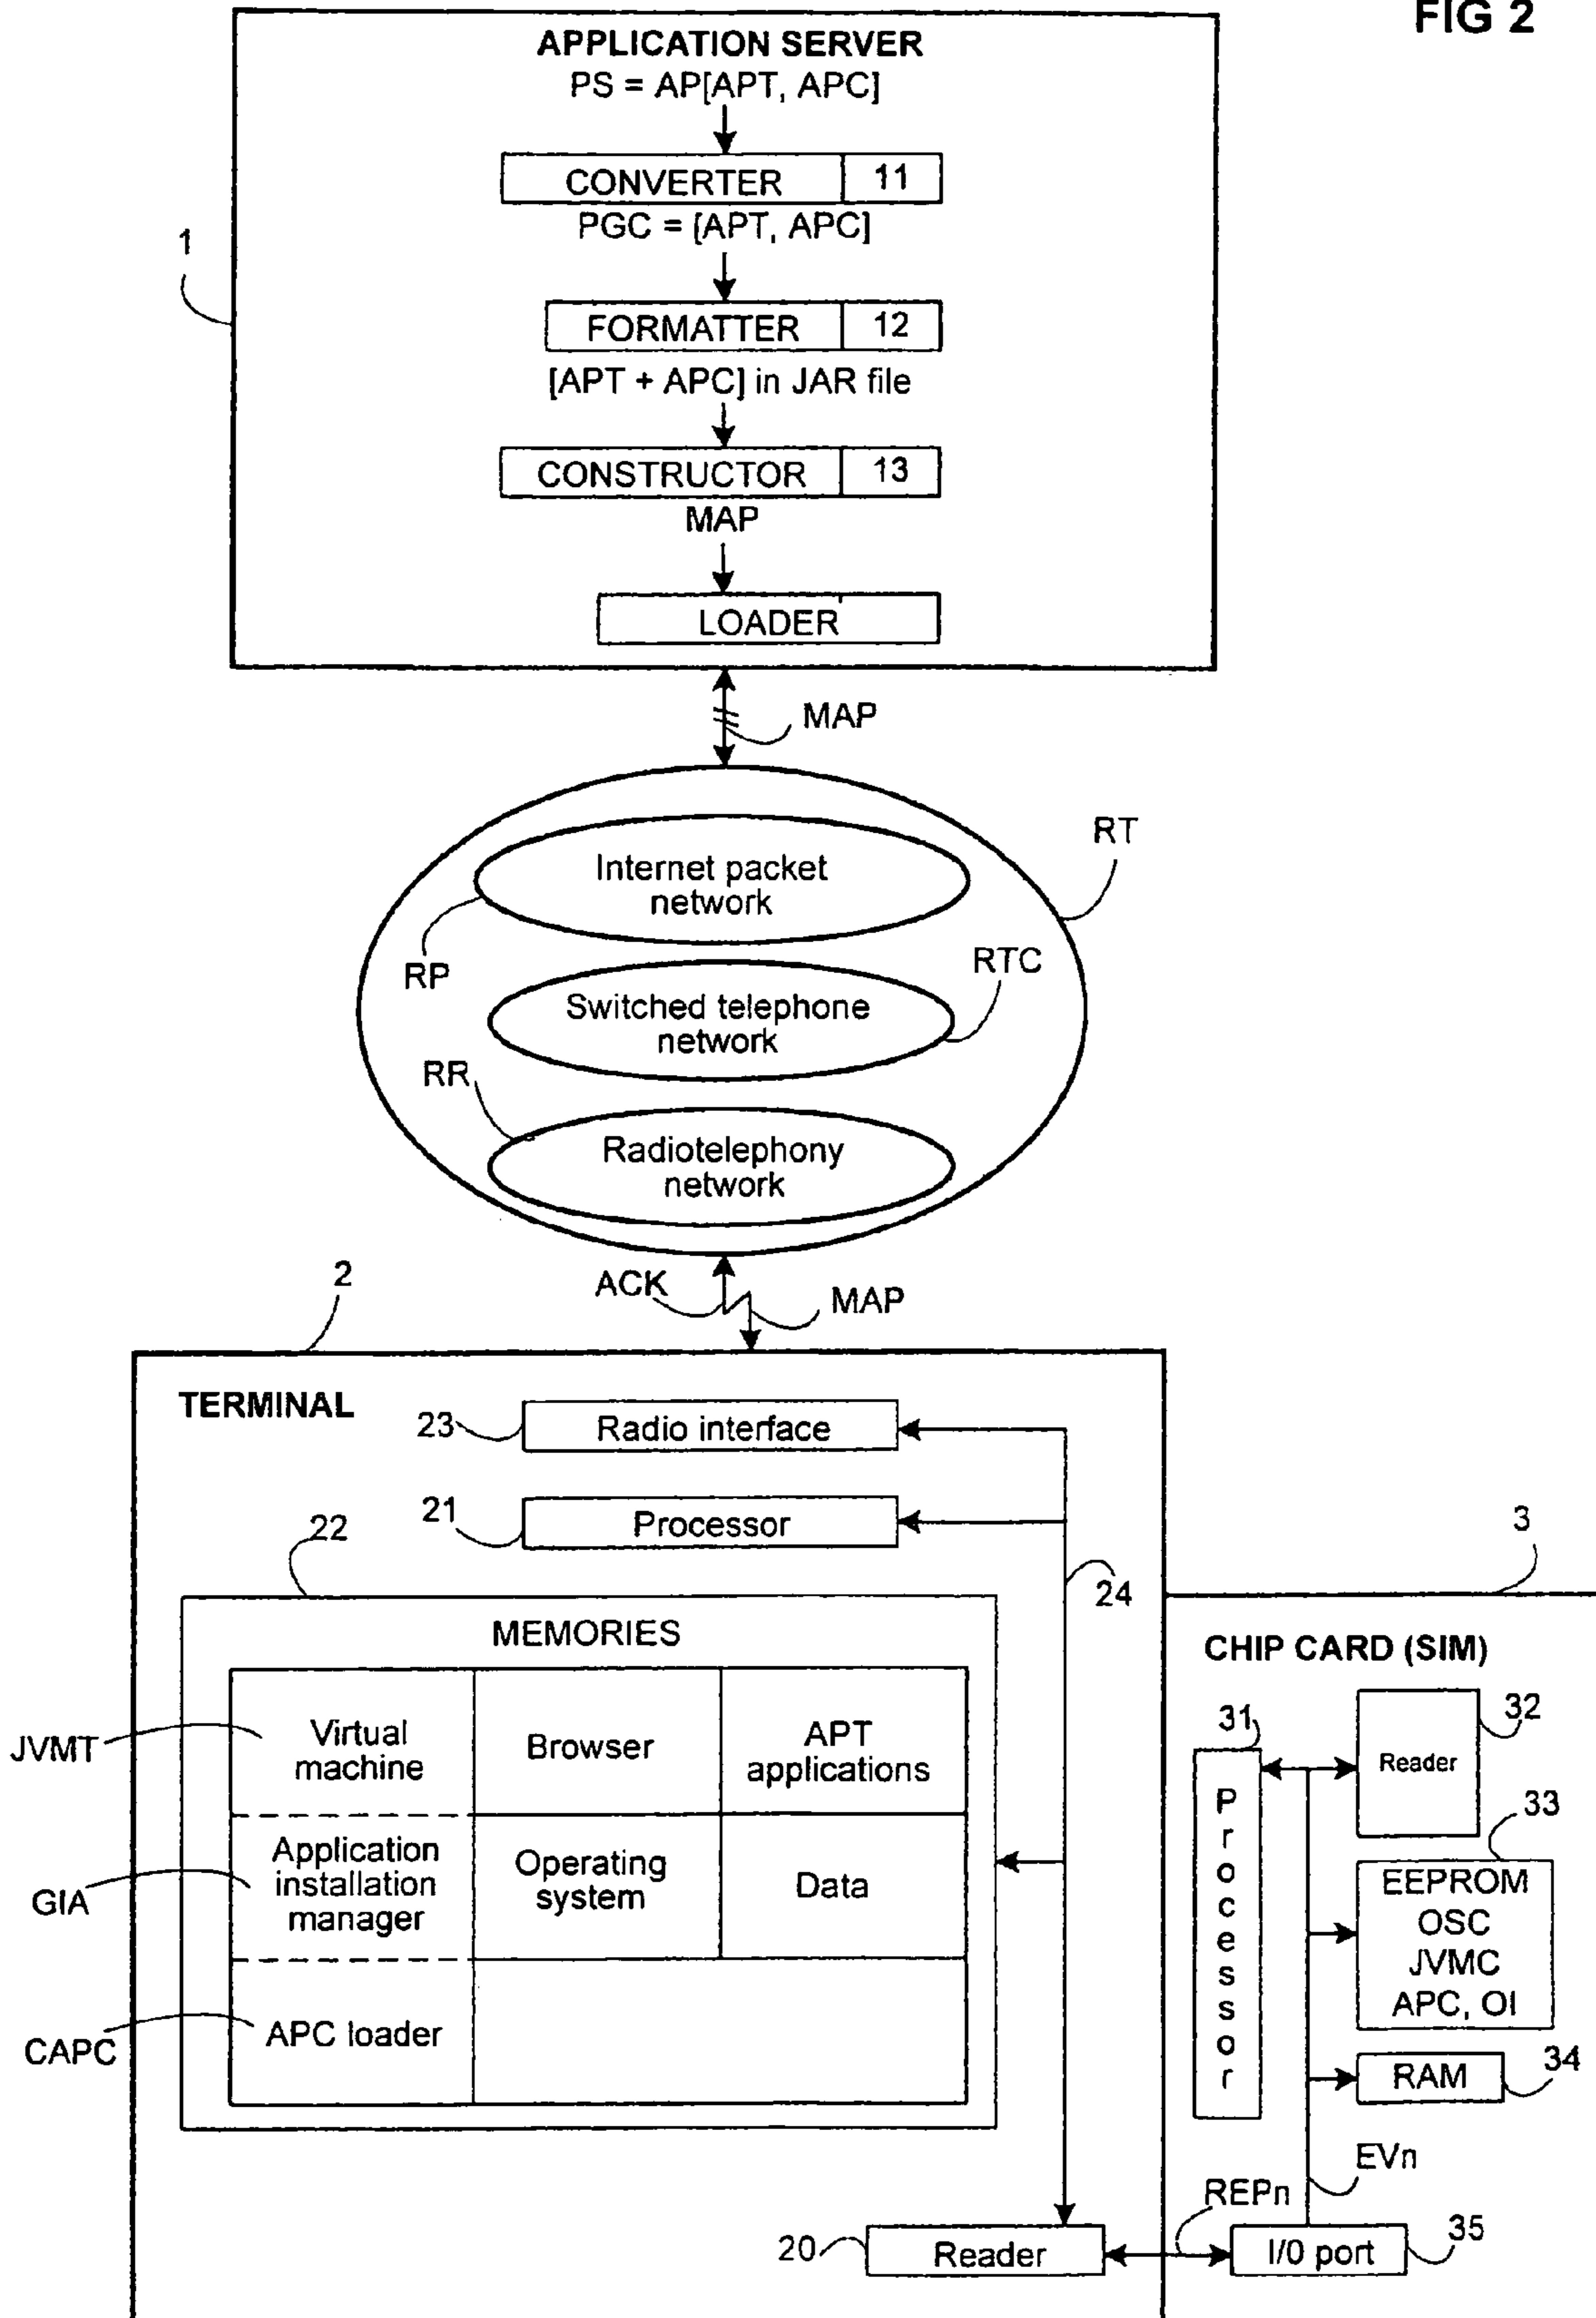 FIG 2
APPLICATION SERVER
PS = AP[APT, APC]
CONVERTER 11
PGC = [APT, APC]
1
FORMATTER 12
[APT + APC] in JAR file
CONSTRUCTOR 13
MAP
LOADER
MAP
RT
Internet packet
network
RP
RTC
Switched telephone
network
RR
Radiotelephony
network
ACK
MAP
2
TERMINAL
23
Radio interface
21
Processor
22
24
3
MEMORIES
CHIP CARD (SIM)
JVMT
Virtual
machine
Browser
APT
applications
GIA
Application
installation
manager
Operating
system
Data
CAPC
APC loader
31
Processor
32
Reader
33
EEPROM
OSC
JVMC
APC, OI
34
RAM
EVn
REPn
20
Reader
I/0 port
35